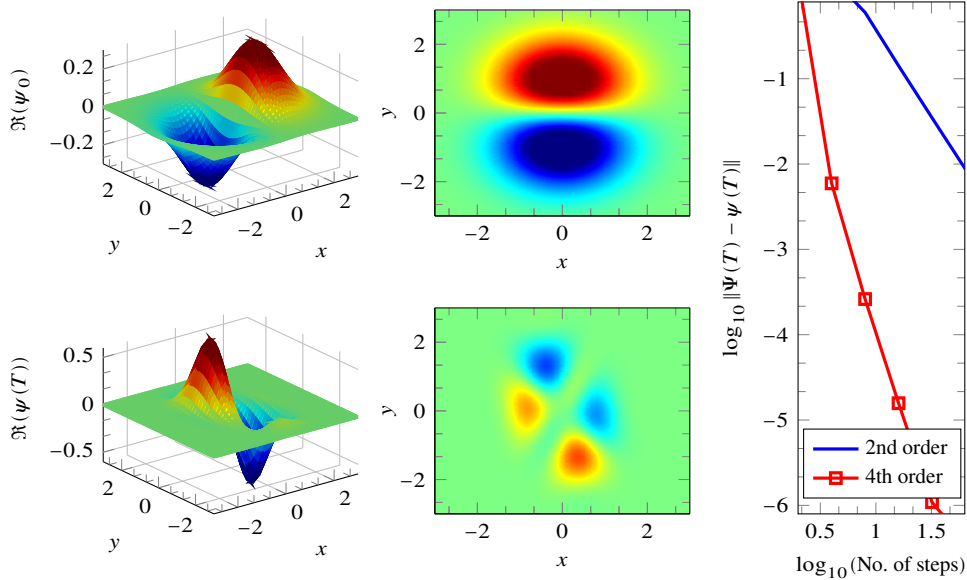 0.2
0
−0.2
ℜ(ψ₀)
2
0
−2
y
−2
0
2
x
2
0
−2
y
−2
0
2
x
0.5
0
−0.5
ℜ(ψ(T))
2
0
−2
y
−2
0
2
x
2
0
−2
y
−2
0
2
x
−1
−2
−3
−4
−5
−6
log₁₀‖Ψ(T) − ψ(T)‖
2nd order
4th order
0.5
1
1.5
log₁₀(No. of steps)